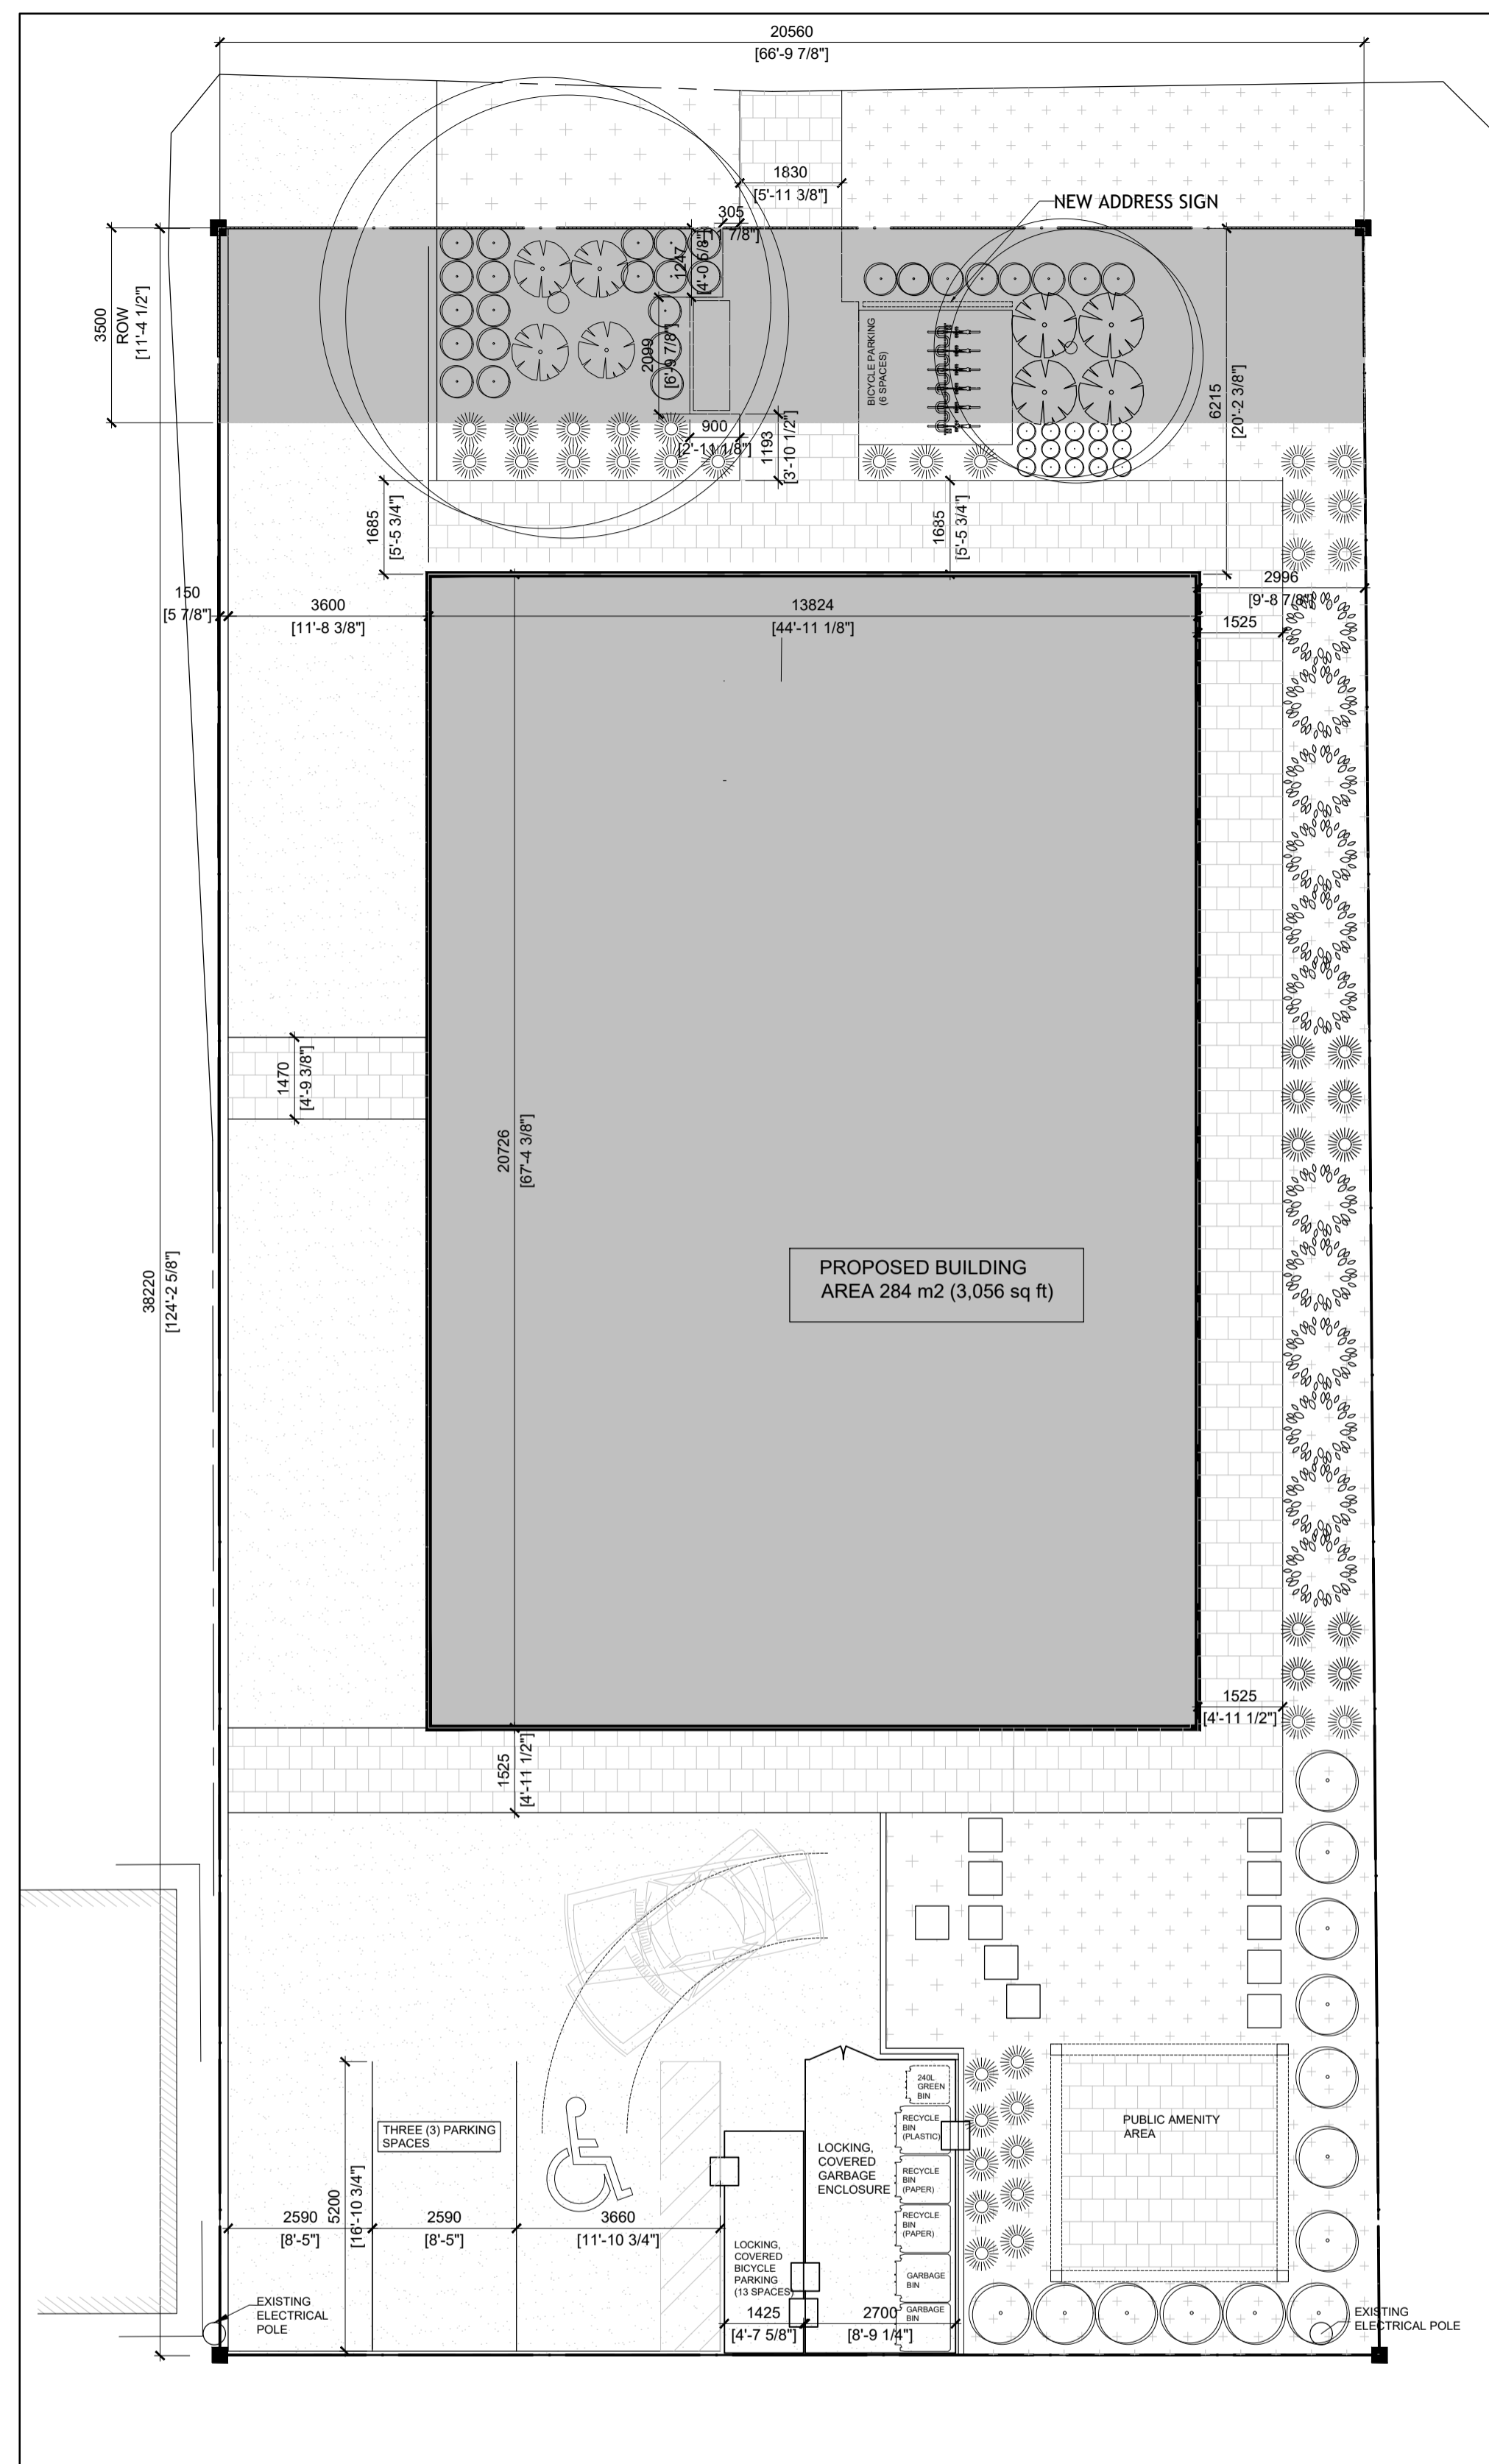 20560
[66'-9 7/8"]
1830
[5'-11 3/8"]
305
7/8"]
NEW ADDRESS SIGN
1247
[4'-0 5/8"]
3500
ROW
[11'-4 1/2"]
2099
[6'-9 7/8"]
BICYCLE PARKING
(6 SPACES)
6215
[20'-2 3/8"]
900
[2'-11 1/8"]
1193
[3'-10 1/2"]
1685
[5'-5 3/4"]
1685
[5'-5 3/4"]
150
[5 7/8"]
3600
[11'-8 3/8"]
13824
[44'-11 1/8"]
2996
[9'-8 7/8"]
1525
1470
[4'-9 3/8"]
20726
[67'-4 3/8"]
38220
[124'-2 5/8"]
PROPOSED BUILDING
AREA 284 m2 (3,056 sq ft)
1525
[4'-11 1/2"]
1525
[4'-11 1/2"]
THREE (3) PARKING
SPACES
5200
[16'-10 3/4"]
2590
[8'-5"]
2590
[8'-5"]
3660
[11'-10 3/4"]
LOCKING,
COVERED
BICYCLE
PARKING
(13 SPACES)
1425
[4'-7 5/8"]
LOCKING,
COVERED
GARBAGE
ENCLOSURE
2700
[8'-9 1/4"]
240L
GREEN
BIN
RECYCLE
BIN
(PLASTIC)
RECYCLE
BIN
(PAPER)
RECYCLE
BIN
(PAPER)
GARBAGE
BIN
GARBAGE
BIN
PUBLIC AMENITY
AREA
EXISTING
ELECTRICAL
POLE
EXISTING
ELECTRICAL POLE